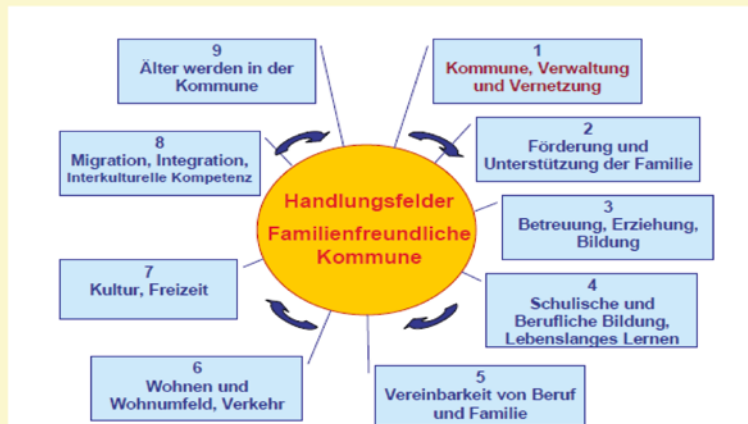 Handlungsfelder
Familienfreundliche
Kommune
1
Kommune, Verwaltung
und Vernetzung
2
Förderung und
Unterstützung der Familie
3
Betreuung, Erziehung,
Bildung
4
Schulische und
Berufliche Bildung,
Lebenslanges Lernen
5
Vereinbarkeit von Beruf
und Familie
6
Wohnen und
Wohnumfeld, Verkehr
7
Kultur, Freizeit
8
Migration, Integration,
Interkulturelle Kompetenz
9
Älter werden in der
Kommune